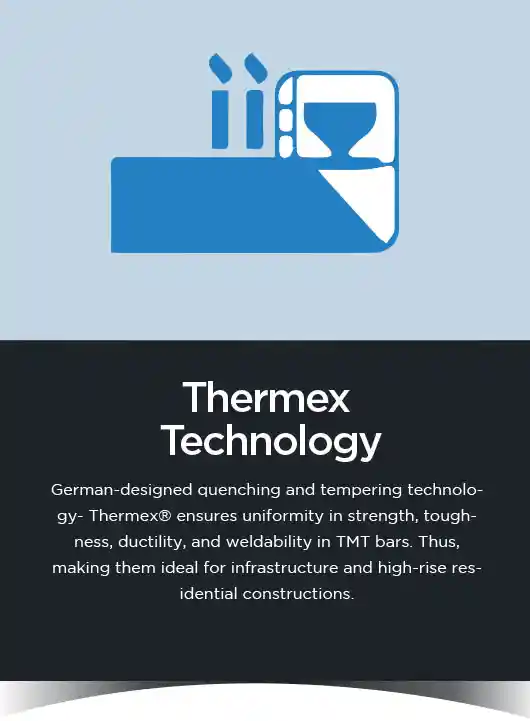 Thermex
Technology
German-designed quenching and tempering technolo-
gy- Thermex® ensures uniformity in strength, tough-
ness, ductility, and weldability in TMT bars. Thus,
making them ideal for infrastructure and high-rise res-
idential constructions.